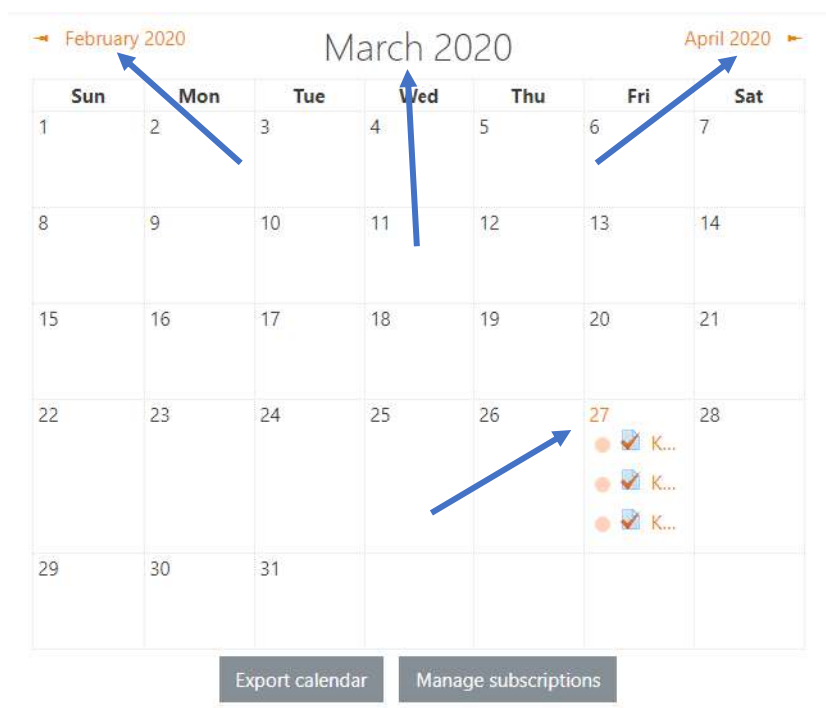 February 2020 March 2020 April 2020
Sun Mon Tue Wed Thu Fri Sat
1 2 3 4 5 6 7
8 9 10 11 12 13 14
15 16 17 18 19 20 21
22 23 24 25 26 27 28
K...
K...
K...
29 30 31
Export calendar Manage subscriptions